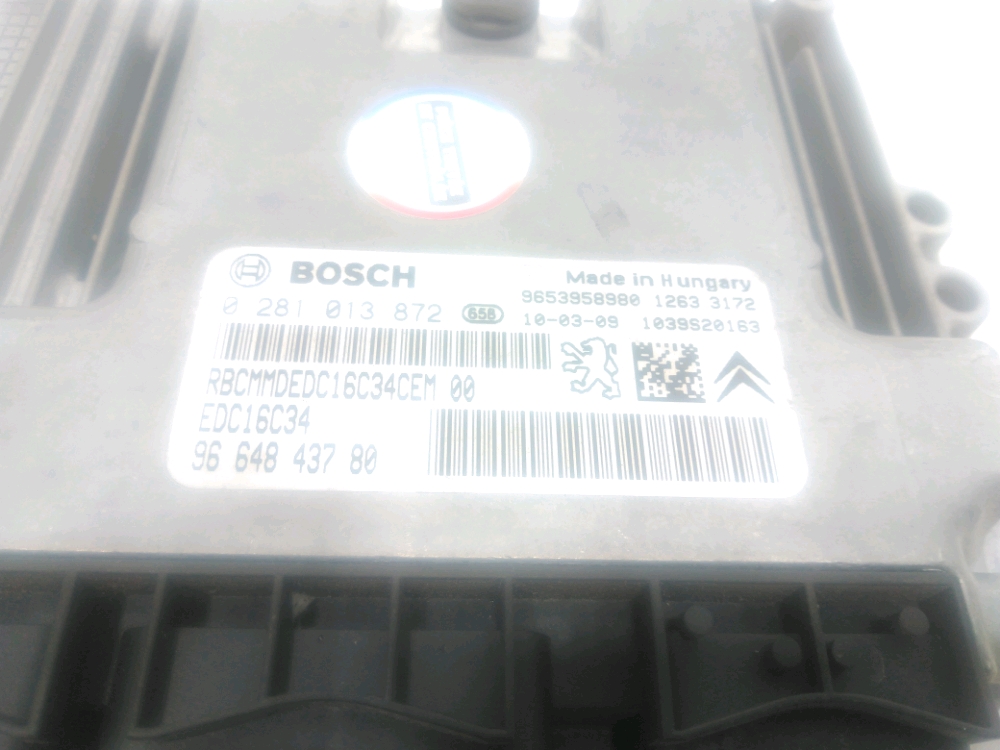 BOSCH
Made in Hungary
0 281 013 872
656
9653958980 1263 3172
10-03-09 1039S20163
RBCMMDEDC16C34CEM 00
EDC16C34
96 648 437 80